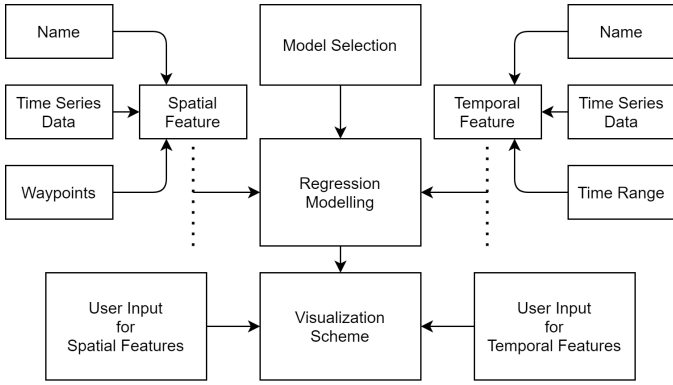 Name
Model Selection
Name
Time Series
Data
Spatial
Feature
Temporal
Feature
Time Series
Data
Waypoints
Regression
Modelling
Time Range
User Input
for
Spatial Features
Visualization
Scheme
User Input
for
Temporal Features